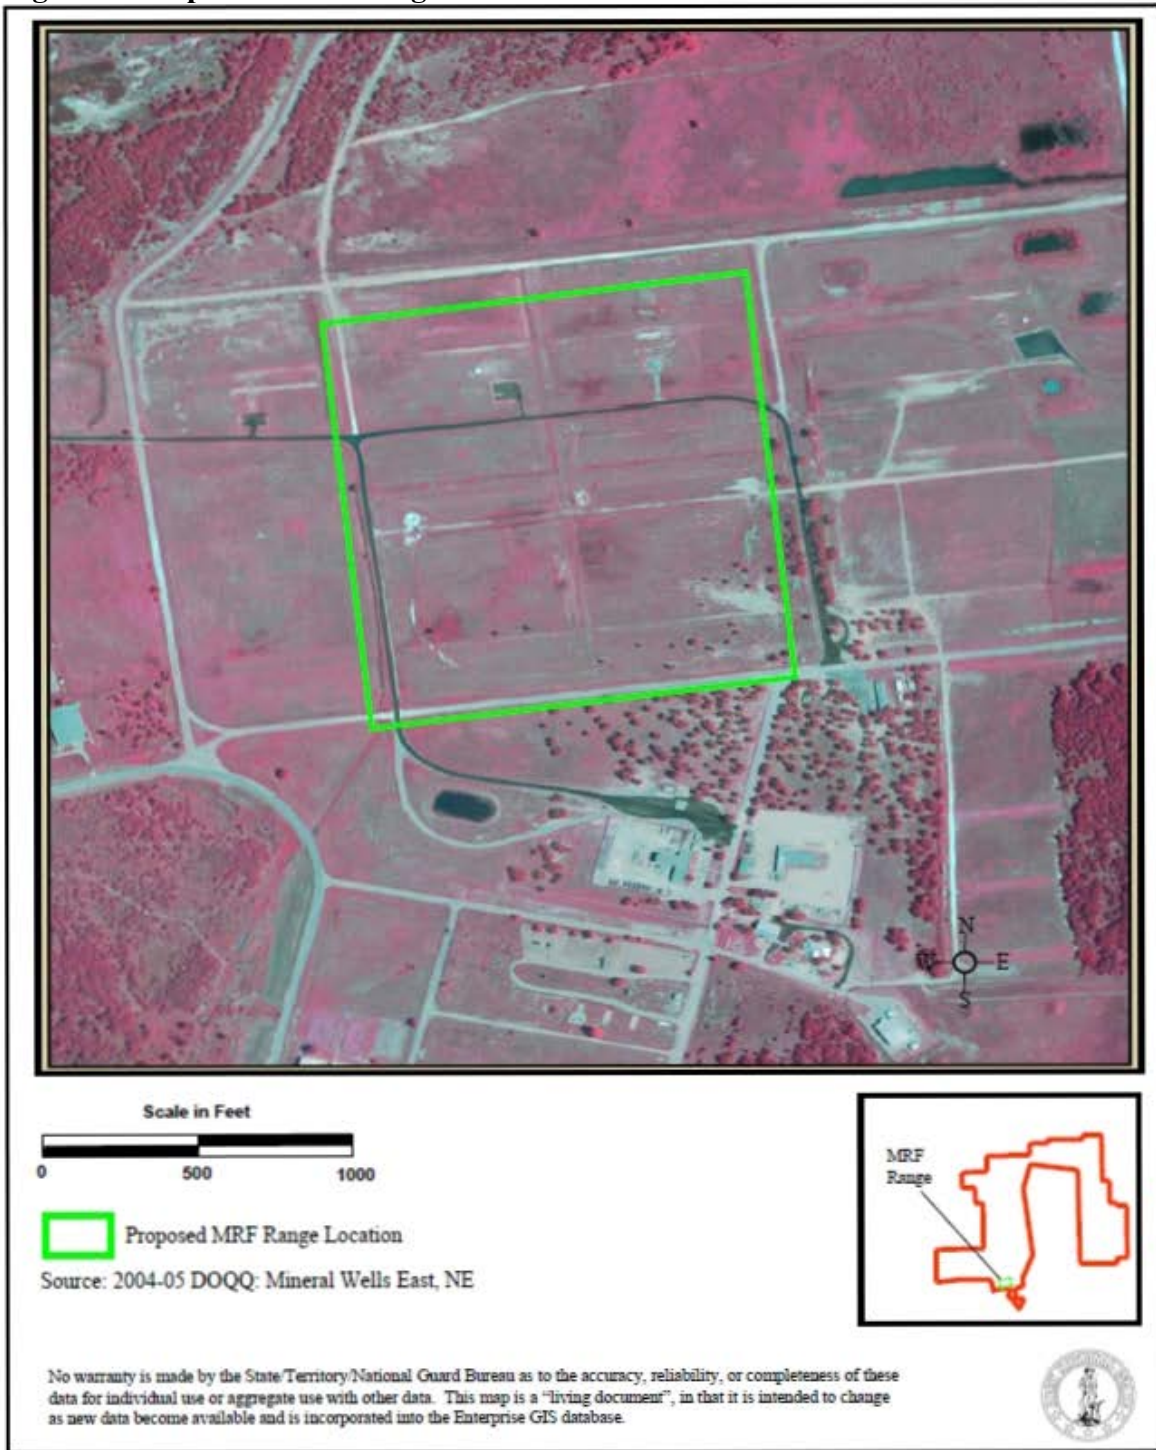 N
W E
S
Scale in Feet
0 500 1000
MRF
Range
Proposed MRF Range Location
Source: 2004-05 DOQQ: Mineral Wells East, NE
No warranty is made by the State/Territory/National Guard Bureau as to the accuracy, reliability, or completeness of these
data for individual use or aggregate use with other data. This map is a “living document”, in that it is intended to change
as new data become available and is incorporated into the Enterprise GIS database.